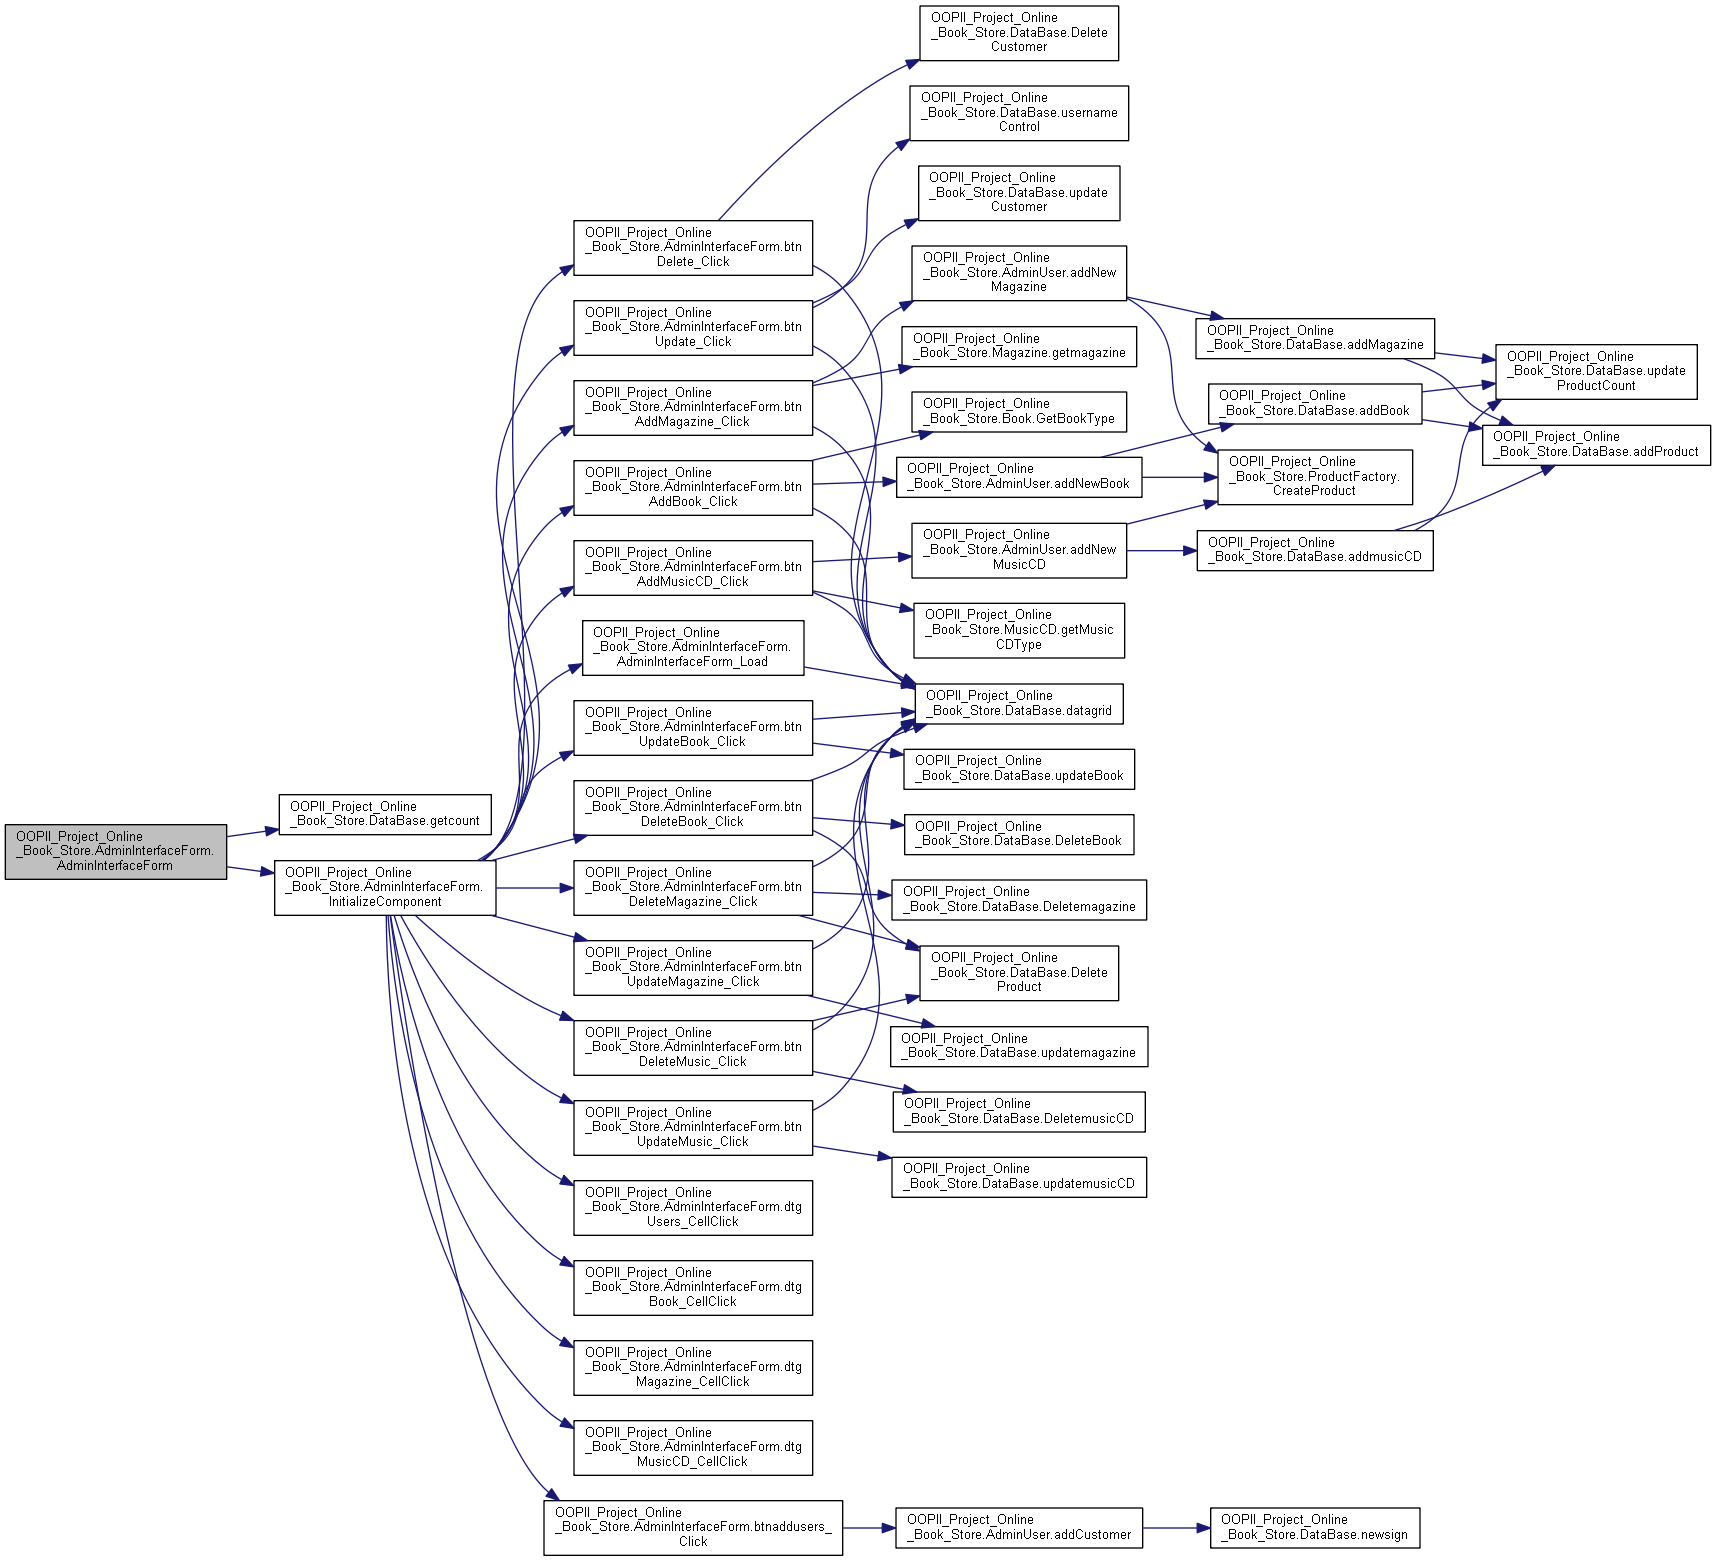 OOPII_Project_Online
_Book_Store.AdminInterfaceForm.
AdminInterfaceForm
OOPII_Project_Online
_Book_Store.DataBase.getcount
OOPII_Project_Online
_Book_Store.AdminInterfaceForm.
InitializeComponent
OOPII_Project_Online
_Book_Store.AdminInterfaceForm.btn
Delete_Click
OOPII_Project_Online
_Book_Store.AdminInterfaceForm.btn
Update_Click
OOPII_Project_Online
_Book_Store.AdminInterfaceForm.btn
AddMagazine_Click
OOPII_Project_Online
_Book_Store.AdminInterfaceForm.btn
AddBook_Click
OOPII_Project_Online
_Book_Store.AdminInterfaceForm.btn
AddMusicCD_Click
OOPII_Project_Online
_Book_Store.AdminInterfaceForm.
AdminInterfaceForm_Load
OOPII_Project_Online
_Book_Store.AdminInterfaceForm.btn
UpdateBook_Click
OOPII_Project_Online
_Book_Store.AdminInterfaceForm.btn
DeleteBook_Click
OOPII_Project_Online
_Book_Store.AdminInterfaceForm.btn
DeleteMagazine_Click
OOPII_Project_Online
_Book_Store.AdminInterfaceForm.btn
UpdateMagazine_Click
OOPII_Project_Online
_Book_Store.AdminInterfaceForm.btn
DeleteMusic_Click
OOPII_Project_Online
_Book_Store.AdminInterfaceForm.btn
UpdateMusic_Click
OOPII_Project_Online
_Book_Store.AdminInterfaceForm.dtg
Users_CellClick
OOPII_Project_Online
_Book_Store.AdminInterfaceForm.dtg
Book_CellClick
OOPII_Project_Online
_Book_Store.AdminInterfaceForm.dtg
Magazine_CellClick
OOPII_Project_Online
_Book_Store.AdminInterfaceForm.dtg
MusicCD_CellClick
OOPII_Project_Online
_Book_Store.AdminInterfaceForm.btnaddusers_
Click
OOPII_Project_Online
_Book_Store.DataBase.Delete
Customer
OOPII_Project_Online
_Book_Store.DataBase.username
Control
OOPII_Project_Online
_Book_Store.DataBase.update
Customer
OOPII_Project_Online
_Book_Store.AdminUser.addNew
Magazine
OOPII_Project_Online
_Book_Store.Magazine.getmagazine
OOPII_Project_Online
_Book_Store.Book.GetBookType
OOPII_Project_Online
_Book_Store.AdminUser.addNewBook
OOPII_Project_Online
_Book_Store.AdminUser.addNew
MusicCD
OOPII_Project_Online
_Book_Store.MusicCD.getMusic
CDType
OOPII_Project_Online
_Book_Store.DataBase.datagrid
OOPII_Project_Online
_Book_Store.DataBase.updateBook
OOPII_Project_Online
_Book_Store.DataBase.DeleteBook
OOPII_Project_Online
_Book_Store.DataBase.Deletemagazine
OOPII_Project_Online
_Book_Store.DataBase.Delete
Product
OOPII_Project_Online
_Book_Store.DataBase.updatemagazine
OOPII_Project_Online
_Book_Store.DataBase.DeletemusicCD
OOPII_Project_Online
_Book_Store.DataBase.updatemusicCD
OOPII_Project_Online
_Book_Store.AdminUser.addCustomer
OOPII_Project_Online
_Book_Store.DataBase.addMagazine
OOPII_Project_Online
_Book_Store.DataBase.addBook
OOPII_Project_Online
_Book_Store.ProductFactory.
CreateProduct
OOPII_Project_Online
_Book_Store.DataBase.addmusicCD
OOPII_Project_Online
_Book_Store.DataBase.newsign
OOPII_Project_Online
_Book_Store.DataBase.update
ProductCount
OOPII_Project_Online
_Book_Store.DataBase.addProduct